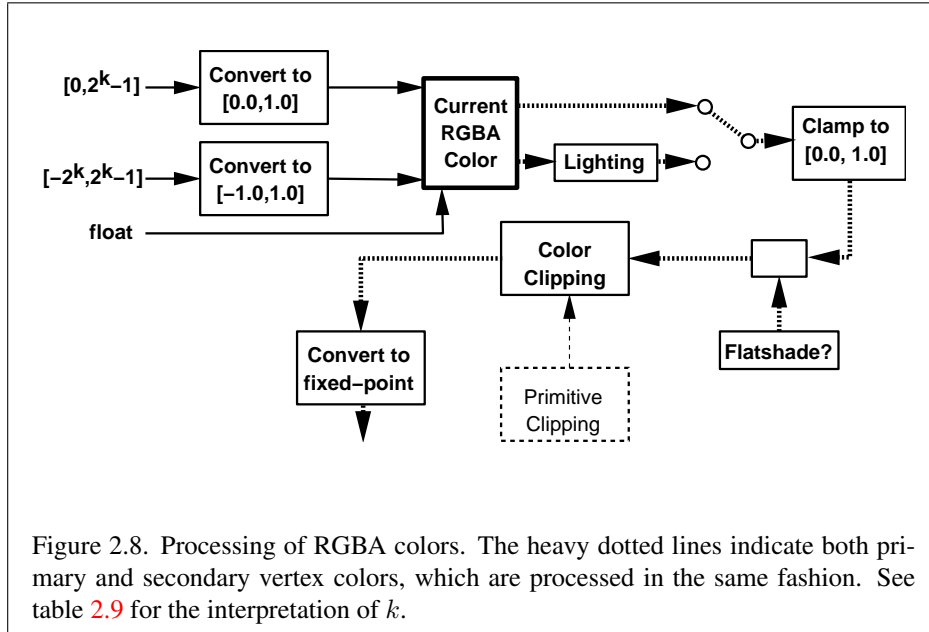 [0,2k−1]
Convert to
[0.0,1.0]
Current
RGBA
Color
Clamp to
[0.0, 1.0]
Lighting
[−2k,2k−1]
Convert to
[−1.0,1.0]
float
Color
Clipping
Flatshade?
Convert to
fixed−point
Primitive
Clipping
Figure 2.8. Processing of RGBA colors. The heavy dotted lines indicate both pri-
mary and secondary vertex colors, which are processed in the same fashion. See
table 2.9 for the interpretation of k.